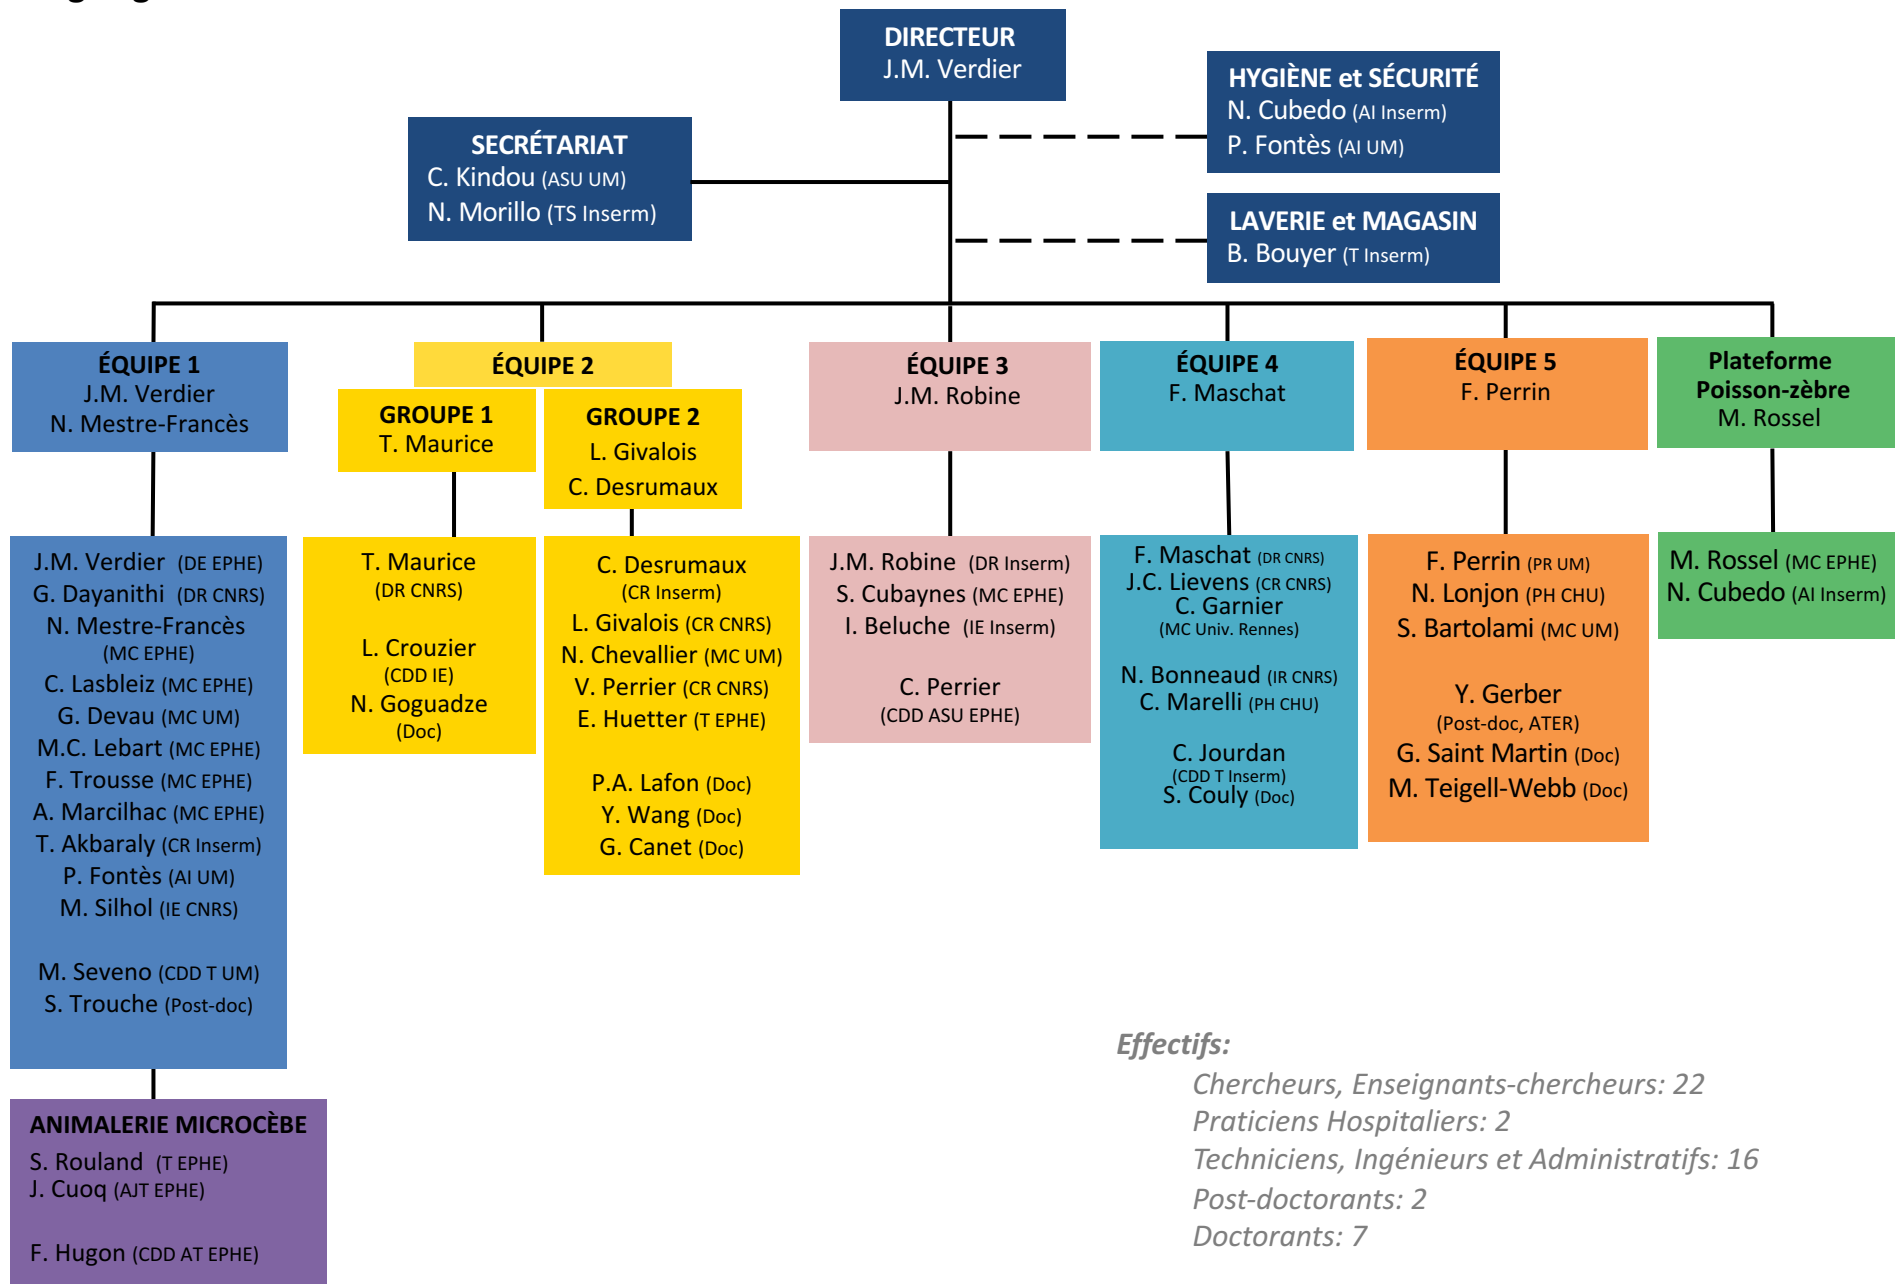 DIRECTEUR
J.M. Verdier
HYGIÈNE et SÉCURITÉ
N. Cubedo (AI Inserm)
P. Fontès (AI UM)
SECRÉTARIAT
C. Kindou (ASU UM)
N. Morillo (TS Inserm)
LAVERIE et MAGASIN
B. Bouyer (T Inserm)
ÉQUIPE 1
J.M. Verdier
N. Mestre-Francès
J.M. Verdier (DE EPHE)
G. Dayanithi (DR CNRS)
N. Mestre-Francès
(MC EPHE)
C. Lasbleiz (MC EPHE)
G. Devau (MC UM)
M.C. Lebart (MC EPHE)
F. Trousse (MC EPHE)
A. Marcilhac (MC EPHE)
T. Akbaraly (CR Inserm)
P. Fontès (AI UM)
M. Silhol (IE CNRS)
M. Seveno (CDD T UM)
S. Trouche (Post-doc)
ANIMALERIE MICROCÈBE
S. Rouland (T EPHE)
J. Cuoq (AJT EPHE)
F. Hugon (CDD AT EPHE)
ÉQUIPE 2
GROUPE 1
T. Maurice
T. Maurice
(DR CNRS)
L. Crouzier
(CDD IE)
N. Goguadze
(Doc)
GROUPE 2
L. Givalois
C. Desrumaux
C. Desrumaux
(CR Inserm)
L. Givalois (CR CNRS)
N. Chevallier (MC UM)
V. Perrier (CR CNRS)
E. Huetter (T EPHE)
P.A. Lafon (Doc)
Y. Wang (Doc)
G. Canet (Doc)
ÉQUIPE 3
J.M. Robine
J.M. Robine (DR Inserm)
S. Cubaynes (MC EPHE)
I. Beluche (IE Inserm)
C. Perrier
(CDD ASU EPHE)
ÉQUIPE 4
F. Maschat
F. Maschat (DR CNRS)
J.C. Lievens (CR CNRS)
C. Garnier
(MC Univ. Rennes)
N. Bonneaud (IR CNRS)
C. Marelli (PH CHU)
C. Jourdan
(CDD T Inserm)
S. Couly (Doc)
ÉQUIPE 5
F. Perrin
F. Perrin (PR UM)
N. Lonjon (PH CHU)
S. Bartolami (MC UM)
Y. Gerber
(Post-doc, ATER)
G. Saint Martin (Doc)
M. Teigell-Webb (Doc)
Plateforme
Poisson-zèbre
M. Rossel
M. Rossel (MC EPHE)
N. Cubedo (AI Inserm)
Effectifs:
Chercheurs, Enseignants-chercheurs: 22
Praticiens Hospitaliers: 2
Techniciens, Ingénieurs et Administratifs: 16
Post-doctorants: 2
Doctorants: 7